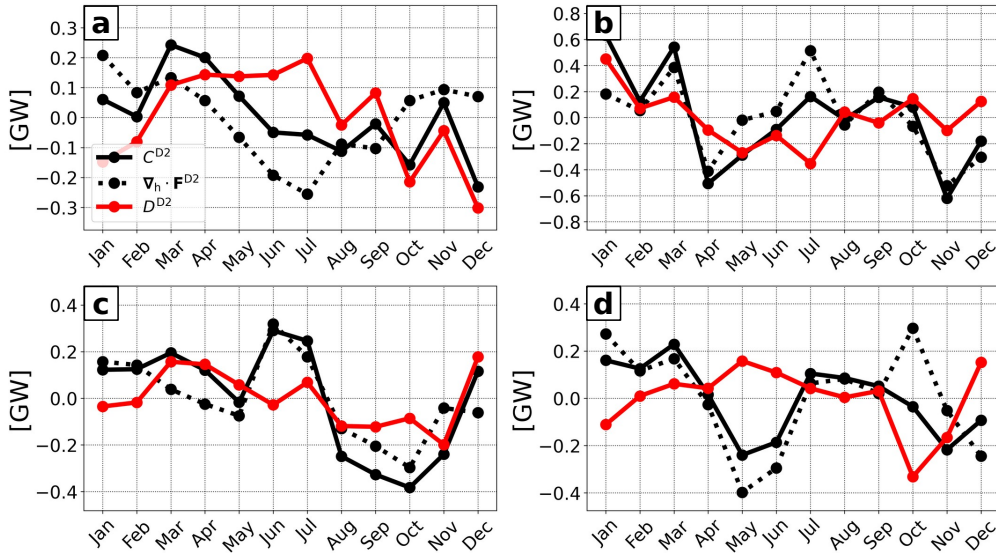 a
[GW]
0.3
0.2
0.1
0.0
−0.1
−0.2
−0.3
C^D2
∇_h · F^D2
D^D2
Jan Feb Mar Apr May Jun Jul Aug Sep Oct Nov Dec
b
[GW]
0.8
0.6
0.4
0.2
0.0
−0.2
−0.4
−0.6
−0.8
Jan Feb Mar Apr May Jun Jul Aug Sep Oct Nov Dec
c
[GW]
0.4
0.2
0.0
−0.2
−0.4
Jan Feb Mar Apr May Jun Jul Aug Sep Oct Nov Dec
d
[GW]
0.4
0.2
0.0
−0.2
−0.4
Jan Feb Mar Apr May Jun Jul Aug Sep Oct Nov Dec